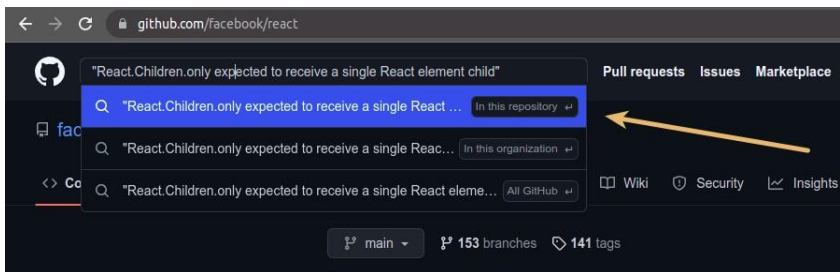 github.com/facebook/react
"React.Children.only expected to receive a single React element child" Pull requests Issues Marketplace
"React.Children.only expected to receive a single React ... In this repository ↵
fac
"React.Children.only expected to receive a single Reac... In this organization ↵
<> Co Wiki Security Insights
"React.Children.only expected to receive a single React eleme... All GitHub ↵
main 153 branches 141 tags